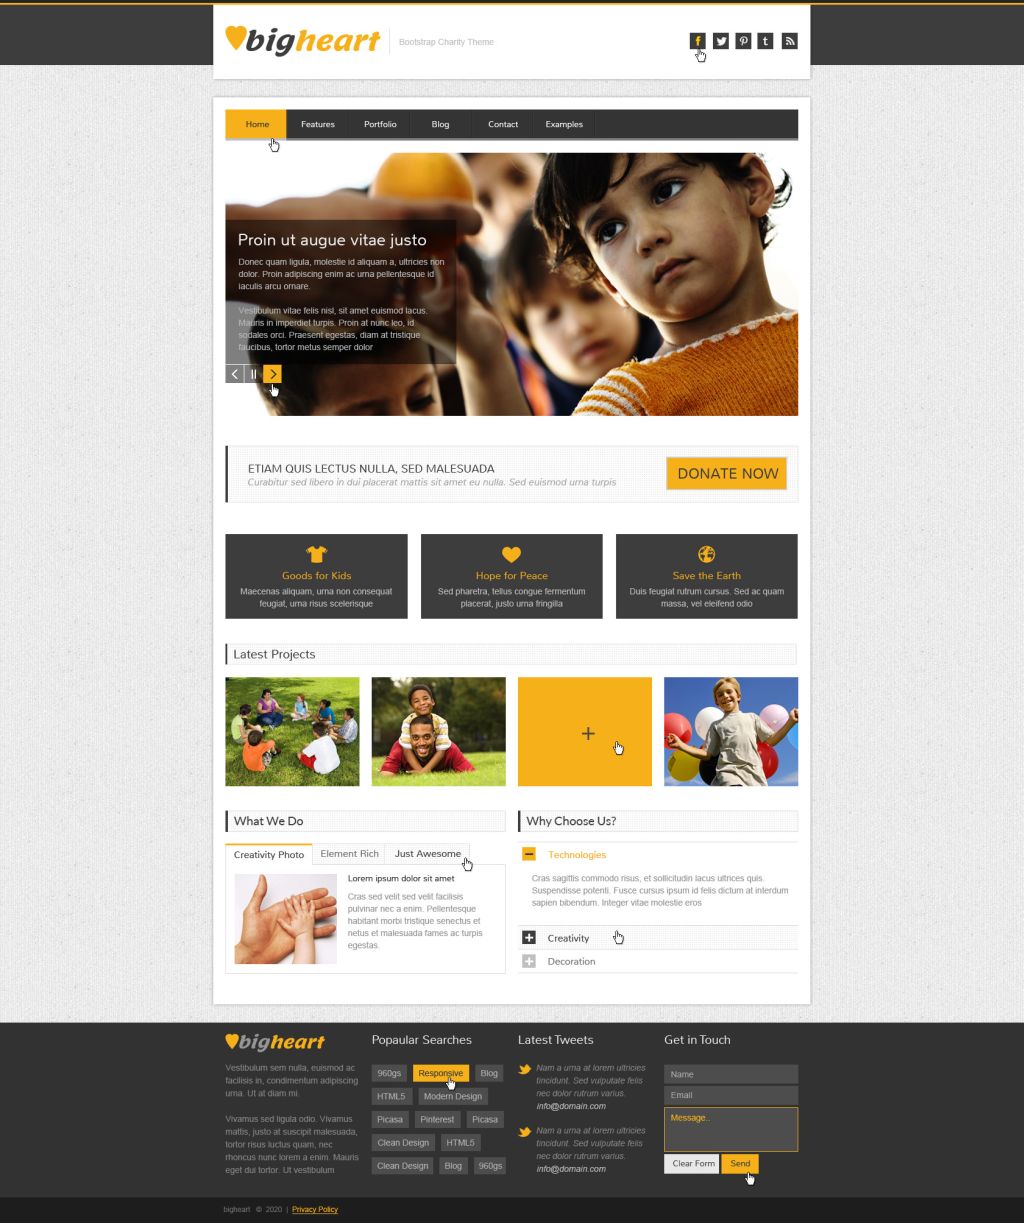 bigheart
Bootstrap Charity Theme
Home Features Portfolio Blog Contact Examples
Proin ut augue vitae justo
Donec quam ligula, molestie id aliquam a, ultricies non
dolor. Proin adipiscing enim ac urna pellentesque id
iaculis arcu ornare.
Vestibulum vitae felis nisl, sit amet euismod lacus.
Mauris in imperdiet turpis. Proin at nunc leo, id
sodales orci. Praesent egestas, diam at tristique
faucibus, tortor metus semper dolor
ETIAM QUIS LECTUS NULLA, SED MALESUADA
Curabitur sed libero in dui placerat mattis sit amet eu nulla. Sed euismod urna turpis
DONATE NOW
Goods for Kids
Maecenas aliquam, urna non consequat
feugiat, urna risus scelerisque
Hope for Peace
Sed pharetra, tellus congue fermentum
placerat, justo urna fringilla
Save the Earth
Duis feugiat rutrum cursus. Sed ac quam
massa, vel eleifend odio
Latest Projects
What We Do
Creativity Photo Element Rich Just Awesome
Lorem ipsum dolor sit amet
Cras sed velit sed velit facilisis
pulvinar nec a enim. Pellentesque
habitant morbi tristique senectus et
netus et malesuada fames ac turpis
egestas.
Why Choose Us?
Technologies
Cras sagittis commodo risus, et sollicitudin lacus ultrices quis.
Suspendisse potenti. Fusce cursus ipsum id felis dictum at interdum
sapien bibendum. Integer vitae molestie eros
Creativity
Decoration
bigheart
Vestibulum sem nulla, euismod ac
facilisis in, condimentum adipiscing
urna. Ut at diam mi.
Vivamus sed ligula odio. Vivamus
mattis, justo at suscipit malesuada,
tortor risus luctus quam, nec
rhoncus nunc lorem a enim. Mauris
eget dui tortor. Ut vestibulum
Popaular Searches
960gs Responsive Blog
HTML5 Modern Design
Picasa Pinterest Picasa
Clean Design HTML5
Clean Design Blog 960gs
Latest Tweets
Nam a urna at lorem ultricies
tincidunt. Sed vulputate felis
nec dolor rutrum varius.
info@domain.com
Nam a urna at lorem ultricies
tincidunt. Sed vulputate felis
nec dolor rutrum varius.
info@domain.com
Get in Touch
Name
Email
Message..
Clear Form Send
bigheart © 2020 | Privacy Policy